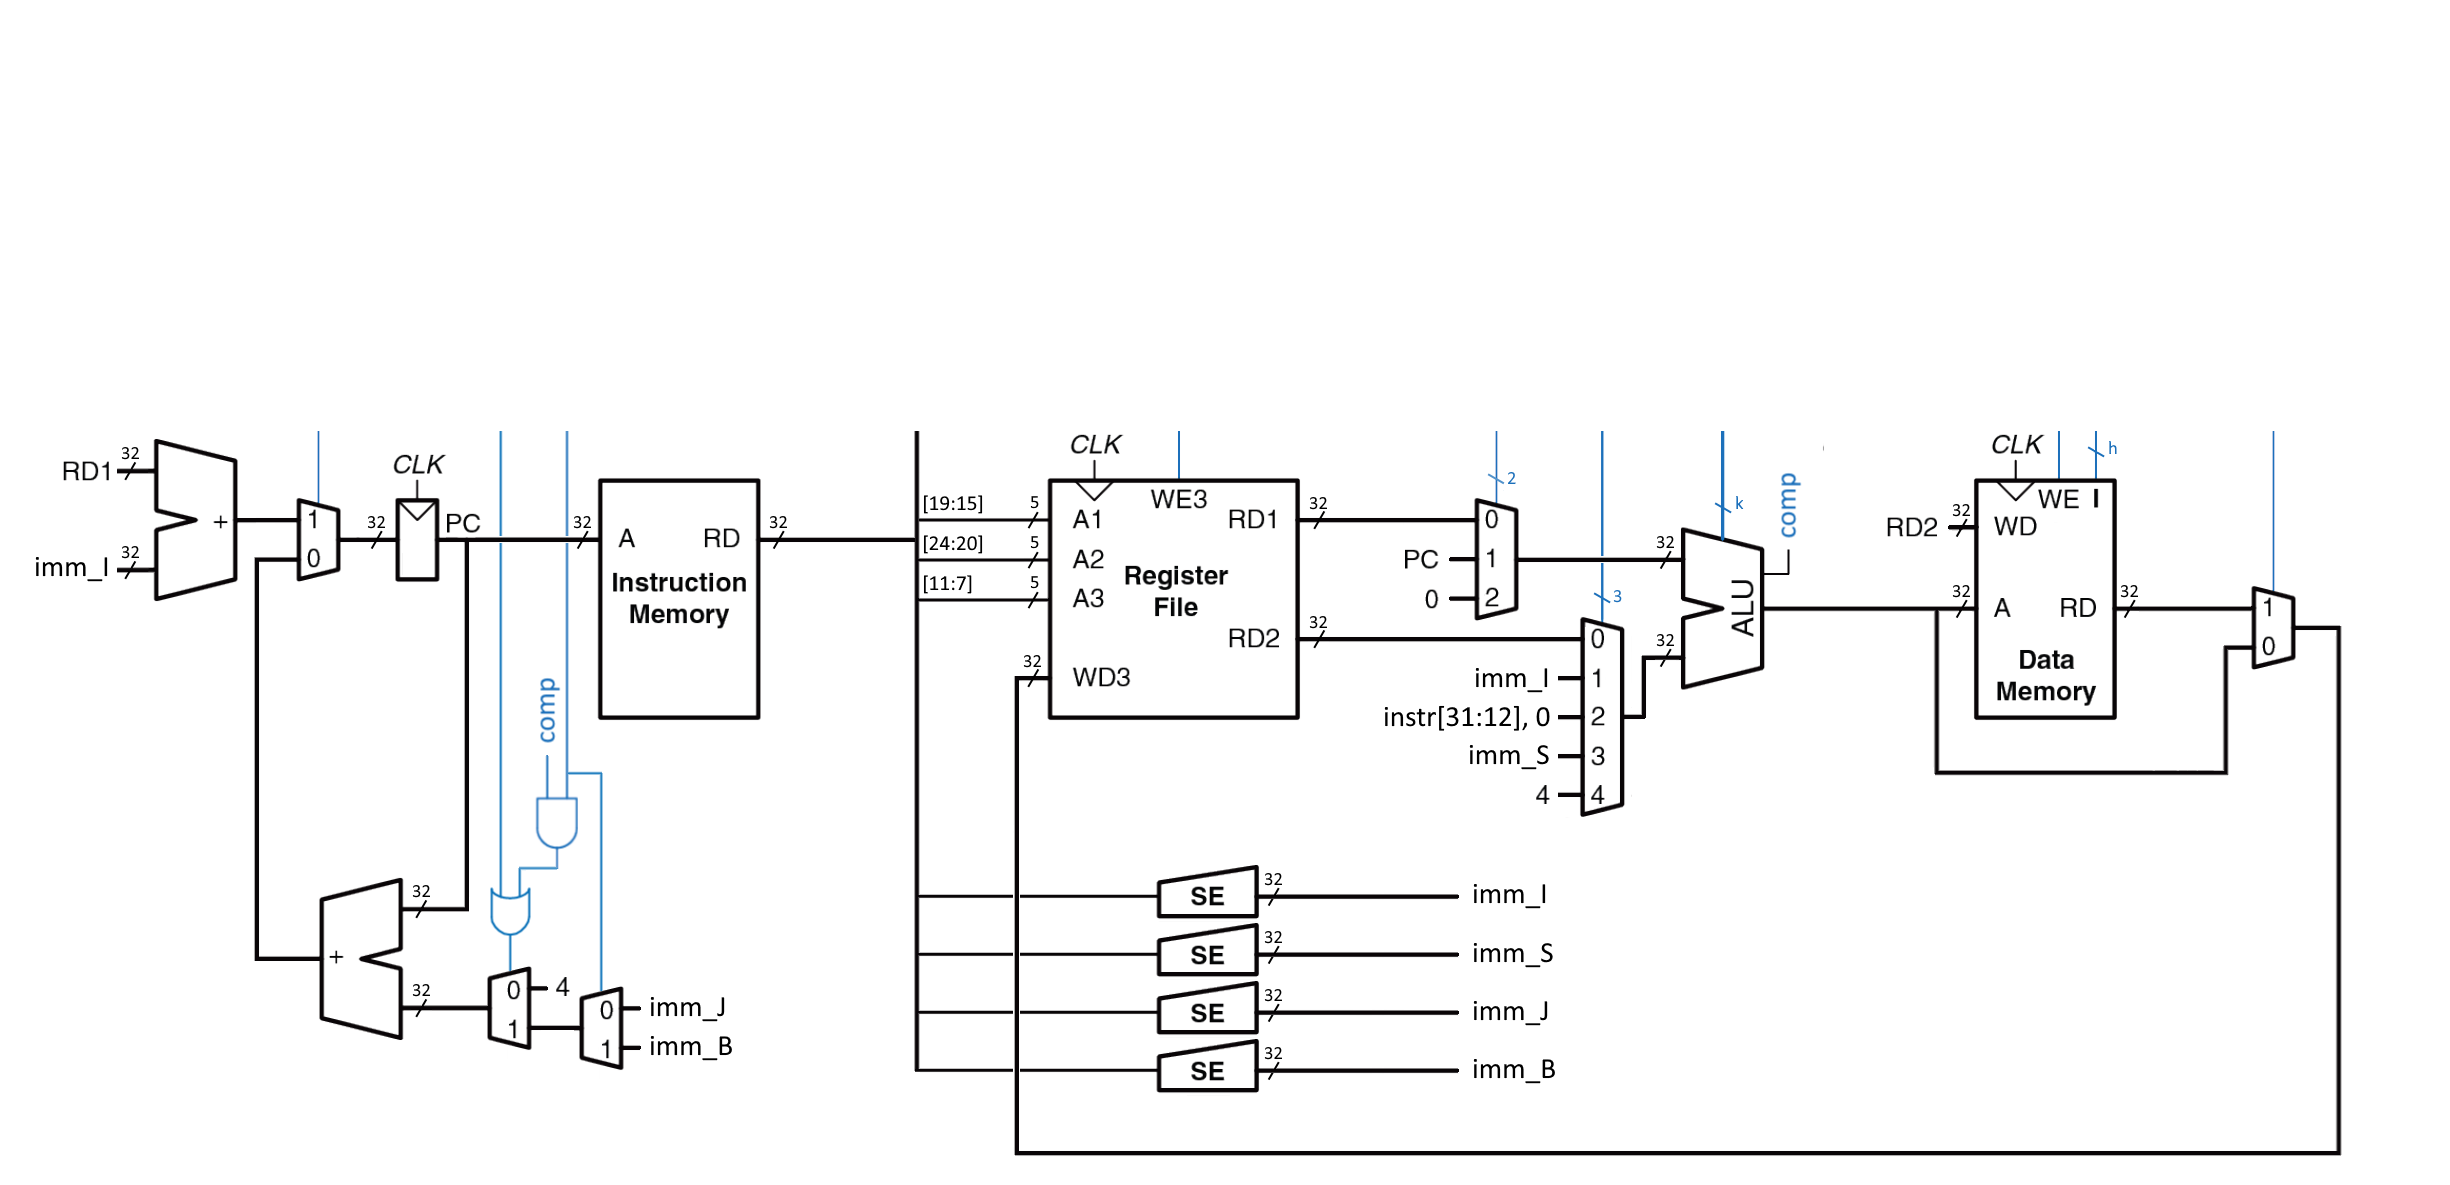 RD1
32
imm_I
32
+
1
0
32
CLK
PC
32
A
RD
Instruction
Memory
32
comp
+
32
32
0
1
4
0
1
imm_J
imm_B
[19:15]
5
[24:20]
5
[11:7]
5
32
CLK
WE3
A1
A2
A3
WD3
RD1
RD2
Register
File
32
32
2
PC
0
0
1
2
3
imm_I
instr[31:12], 0
imm_S
4
0
1
2
3
4
32
32
k
ALU
comp
SE
32
imm_I
SE
32
imm_S
SE
32
imm_J
SE
32
imm_B
CLK
WE
I
h
RD2
32
WD
32
A
RD
Data
Memory
32
1
0